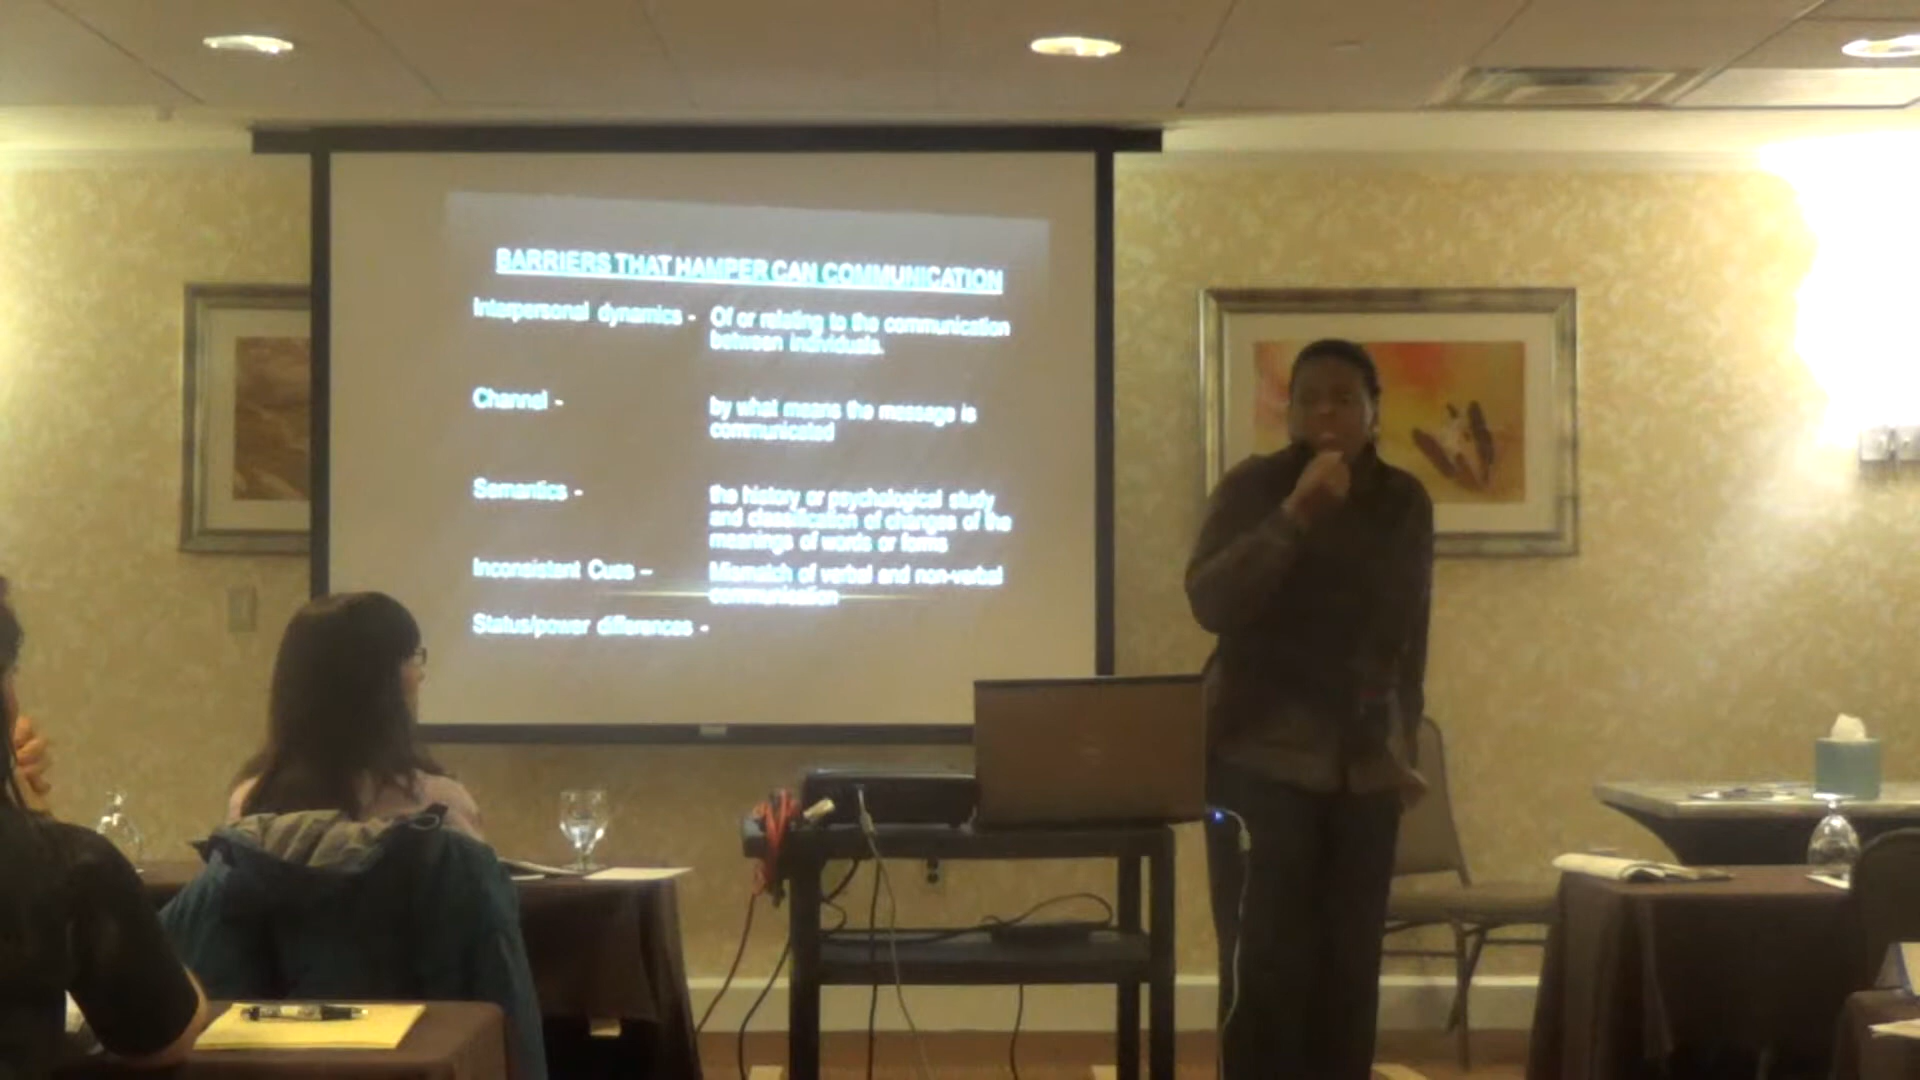 BARRIERS THAT HAMPER CAN COMMUNICATION
Interpersonal dynamics - Of or relating to the communication
between individuals.
Channel - by what means the message is
communicated
Semantics - the history or psychological study
and classification of changes of the
meanings of words or forms
Inconsistent Cues – Mismatch of verbal and non-verbal
communication
Status/power differences -